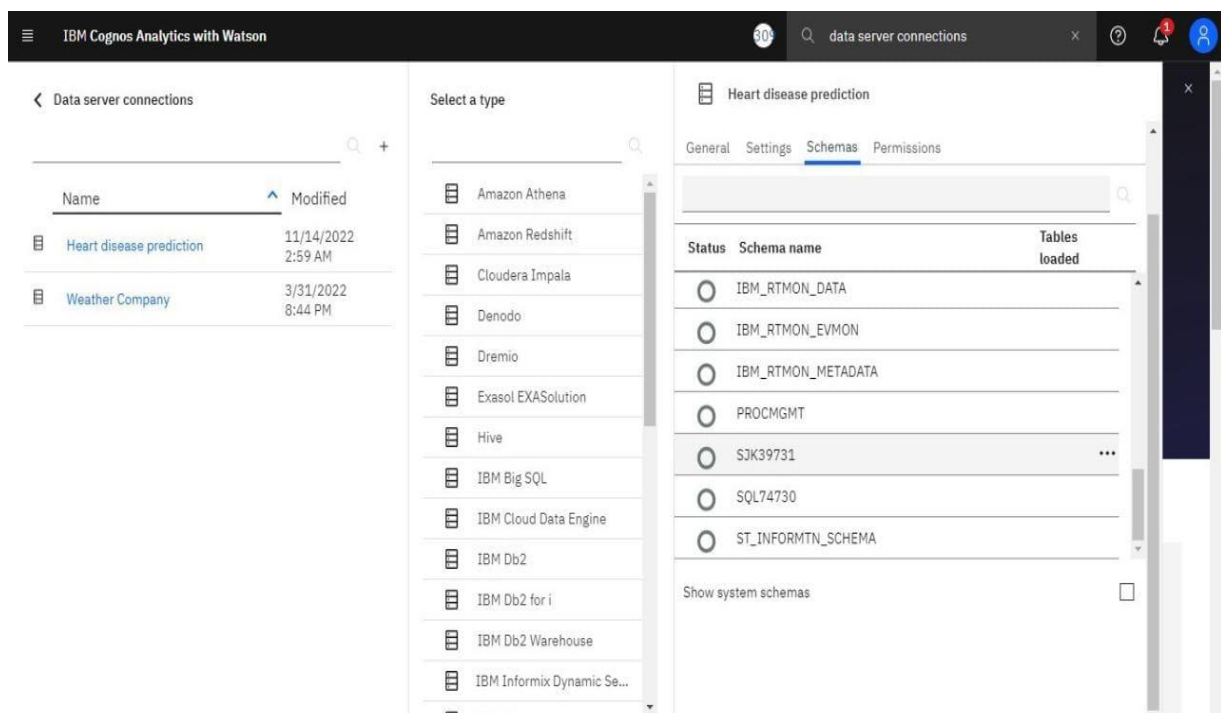 IBM Cognos Analytics with Watson
data server connections
1
Data server connections
Name Modified
Heart disease prediction 11/14/2022
2:59 AM
Weather Company 3/31/2022
8:44 PM
Select a type
Amazon Athena
Amazon Redshift
Cloudera Impala
Denodo
Dremio
Exasol EXASolution
Hive
IBM Big SQL
IBM Cloud Data Engine
IBM Db2
IBM Db2 for i
IBM Db2 Warehouse
IBM Informix Dynamic Se...
Heart disease prediction
General Settings Schemas Permissions
Status Schema name Tables
loaded
IBM_RTMON_DATA
IBM_RTMON_EVMON
IBM_RTMON_METADATA
PROCMGMT
SJK39731
SQL74730
ST_INFORMTN_SCHEMA
Show system schemas